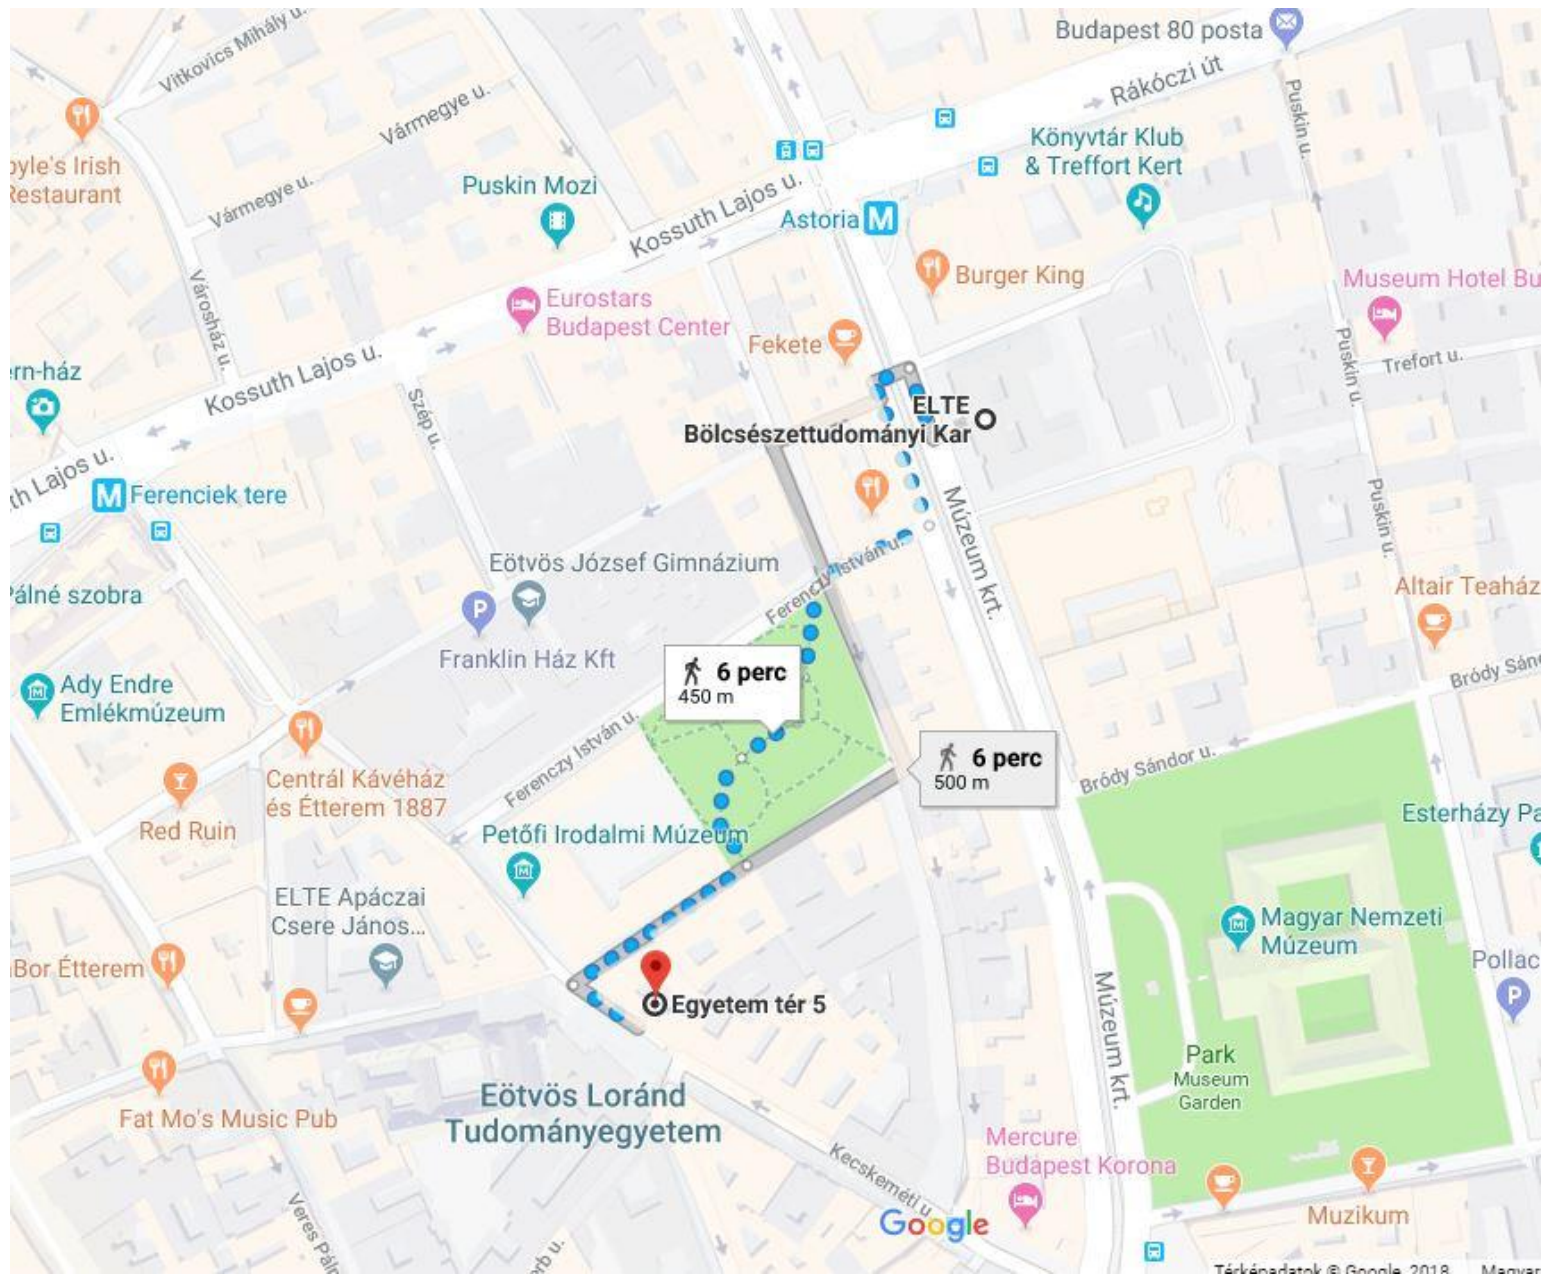 Budapest 80 posta
Vitkovics Mihály u.
Rákóczi út
Puskin u.
Vármegye u.
Könyvtár Klub
& Treffort Kert
Irish
Restaurant
Puskin Mozi
Vármegye u.
Kossuth Lajos u.
Astoria M
Burger King
Museum Hotel Bu
Eurostars
Budapest Center
Városház u.
Fekete
Puskin u.
Trefort u.
ern-ház
Kossuth Lajos u.
Szép u.
ELTE
Bölcsészettudományi Kar
Lajos u.
M Ferenciek tere
Múzeum krt.
Puskin u.
Eötvös József Gimnázium
Ferenczy István u.
álné szobra
P
Altair Teaház
Franklin Ház Kft
6 perc
450 m
Ady Endre
Emlékmúzeum
Bródy Sán
Ferenczy István u.
6 perc
500 m
Bródy Sándor u.
Centrál Kávéház
és Étterem 1887
Red Ruin
Petőfi Irodalmi Múzeum
Esterházy Pa
ELTE Apáczai
Csere János...
Magyar Nemzeti
Múzeum
Bor Étterem
Pollac
P
Egyetem tér 5
Múzeum krt.
Park
Museum
Garden
Eötvös Loránd
Tudományegyetem
Fat Mo's Music Pub
Mercure
Budapest Korona
Kecskeméti u.
Veres Páln
rb u.
Google
Muzikum
Térképadatok © Google, 2018 Magyar